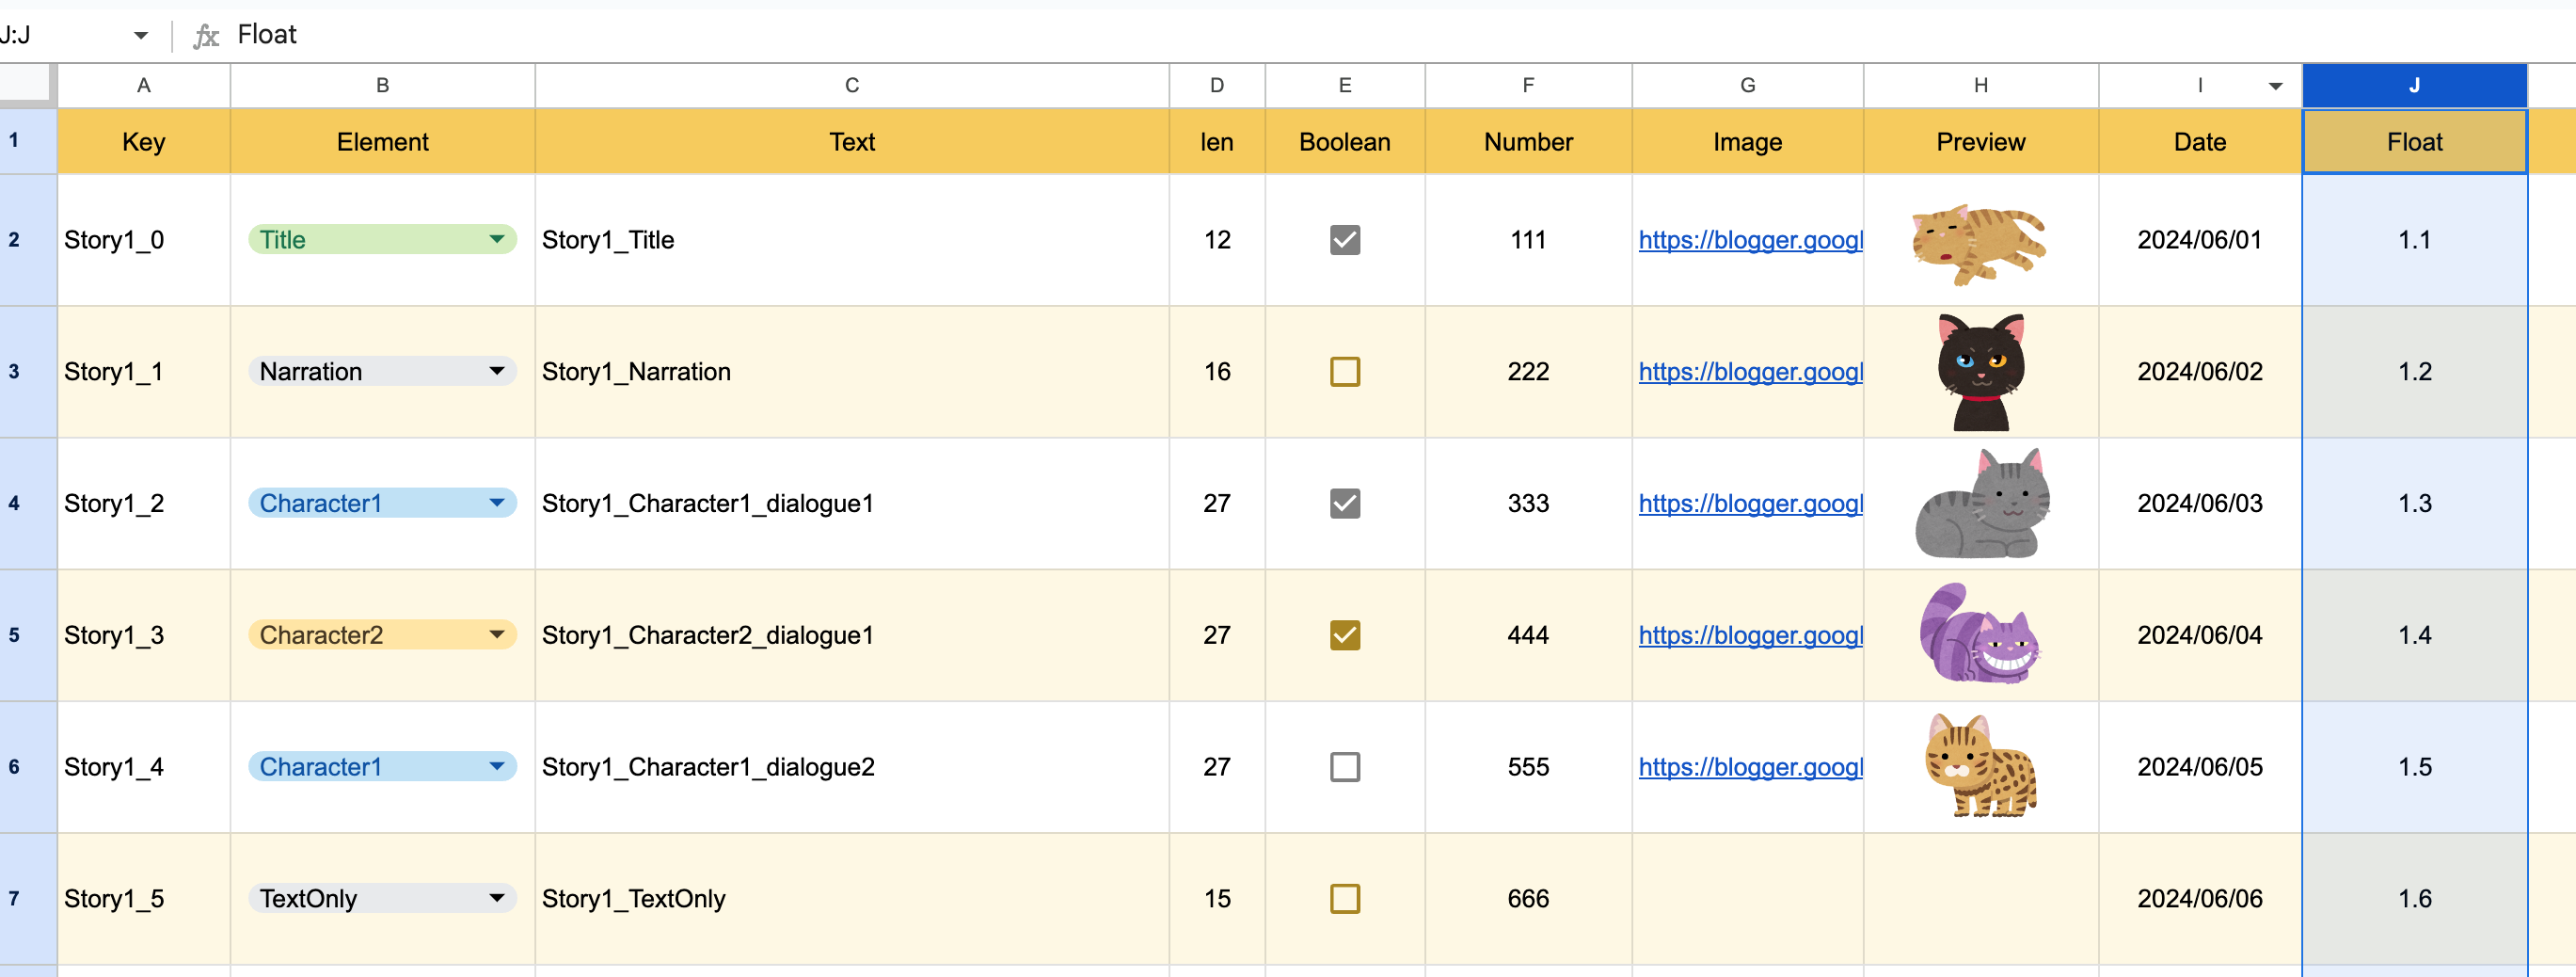 J:J fx Float
A B C D E F G H I J
1 Key Element Text len Boolean Number Image Preview Date Float
2 Story1_0 Title Story1_Title 12 111 https://blogger.googl 2024/06/01 1.1
3 Story1_1 Narration Story1_Narration 16 222 https://blogger.googl 2024/06/02 1.2
4 Story1_2 Character1 Story1_Character1_dialogue1 27 333 https://blogger.googl 2024/06/03 1.3
5 Story1_3 Character2 Story1_Character2_dialogue1 27 444 https://blogger.googl 2024/06/04 1.4
6 Story1_4 Character1 Story1_Character1_dialogue2 27 555 https://blogger.googl 2024/06/05 1.5
7 Story1_5 TextOnly Story1_TextOnly 15 666 2024/06/06 1.6